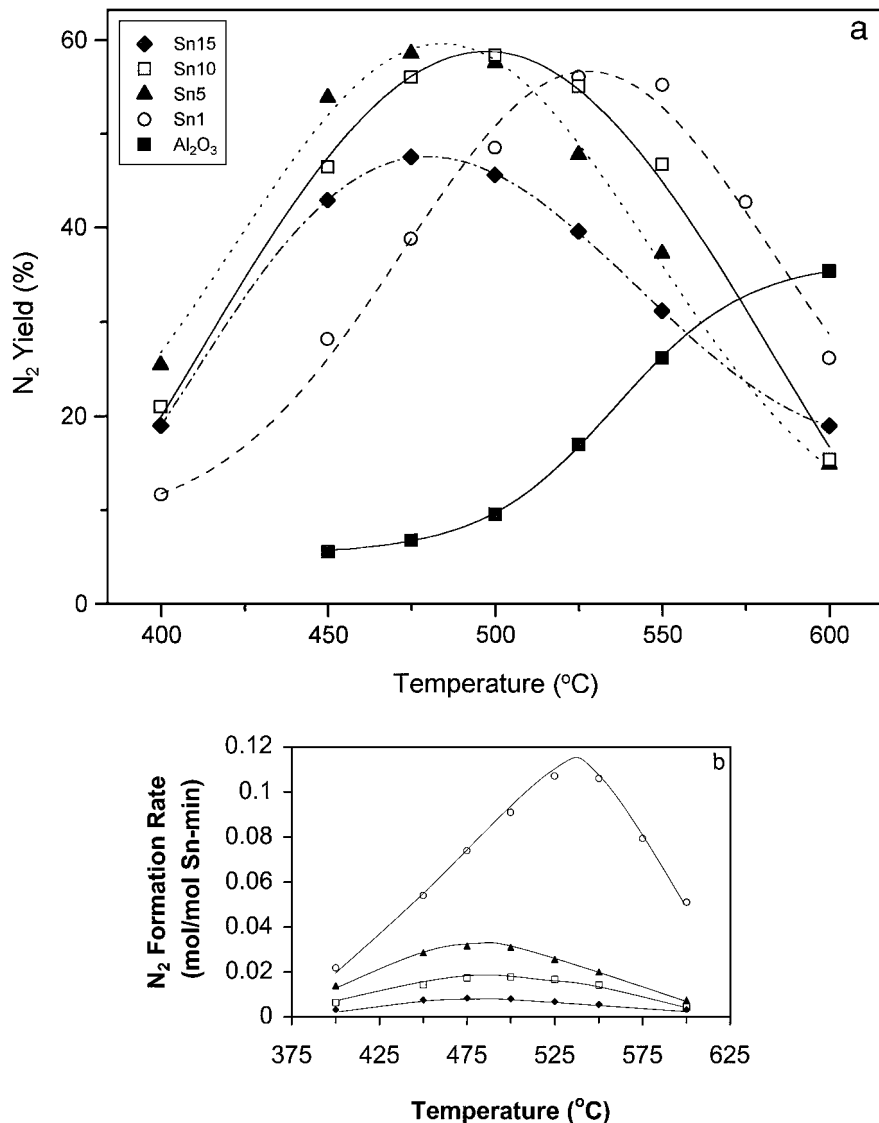 a
Sn15
Sn10
Sn5
Sn1
Al₂O₃
60
40
20
0
N₂ Yield (%)
400 450 500 550 600
Temperature (°C)
b
0.12
0.1
0.08
0.06
0.04
0.02
0
N₂ Formation Rate
(mol/mol Sn-min)
375 425 475 525 575 625
Temperature (°C)